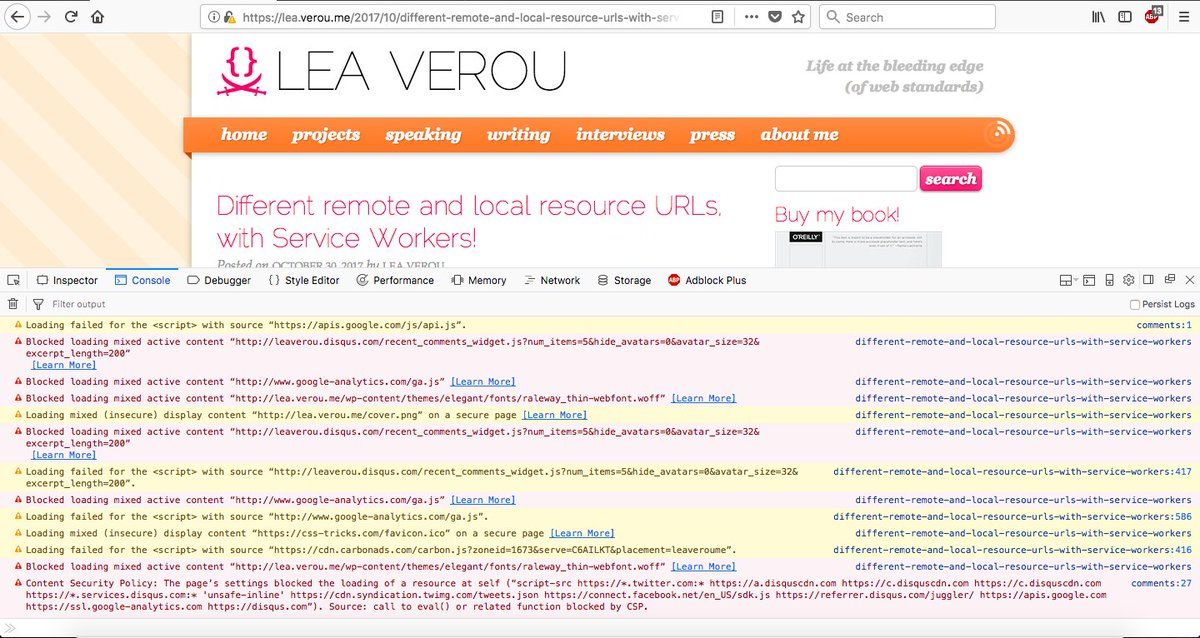 https://lea.verou.me/2017/10/different-remote-and-local-resource-urls-with-serv
Search
ABP
13
{}
LEA VEROU
Life at the bleeding edge
(of web standards)
home projects speaking writing interviews press about me
search
Different remote and local resource URLs,
with Service Workers!
Buy my book!
O'REILLY
Posted on OCTOBER 30, 2017 by LEA VEROU
Inspector Console Debugger {} Style Editor Performance Memory Network Storage ABP Adblock Plus
Filter output
Persist Logs
Loading failed for the <script> with source “https://apis.google.com/js/api.js”. comments:1
Blocked loading mixed active content “http://leaverou.disqus.com/recent_comments_widget.js?num_items=5&hide_avatars=0&avatar_size=32& different-remote-and-local-resource-urls-with-service-workers
excerpt_length=200”
[Learn More]
Blocked loading mixed active content “http://www.google-analytics.com/ga.js” [Learn More] different-remote-and-local-resource-urls-with-service-workers
Blocked loading mixed active content “http://lea.verou.me/wp-content/themes/elegant/fonts/raleway_thin-webfont.woff” [Learn More] different-remote-and-local-resource-urls-with-service-workers
Loading mixed (insecure) display content “http://lea.verou.me/cover.png” on a secure page [Learn More] different-remote-and-local-resource-urls-with-service-workers
Blocked loading mixed active content “http://leaverou.disqus.com/recent_comments_widget.js?num_items=5&hide_avatars=0&avatar_size=32& different-remote-and-local-resource-urls-with-service-workers
excerpt_length=200”
[Learn More]
Loading failed for the <script> with source “http://leaverou.disqus.com/recent_comments_widget.js?num_items=5&hide_avatars=0&avatar_size=32& different-remote-and-local-resource-urls-with-service-workers:417
excerpt_length=200”.
Blocked loading mixed active content “http://www.google-analytics.com/ga.js” [Learn More] different-remote-and-local-resource-urls-with-service-workers
Loading failed for the <script> with source “http://www.google-analytics.com/ga.js”. different-remote-and-local-resource-urls-with-service-workers:586
Loading mixed (insecure) display content “https://css-tricks.com/favicon.ico” on a secure page [Learn More] different-remote-and-local-resource-urls-with-service-workers
Loading failed for the <script> with source “https://cdn.carbonads.com/carbon.js?zoneid=1673&serve=C6AILKT&placement=leaveroume”. different-remote-and-local-resource-urls-with-service-workers:416
Blocked loading mixed active content “http://lea.verou.me/wp-content/themes/elegant/fonts/raleway_thin-webfont.woff” [Learn More] different-remote-and-local-resource-urls-with-service-workers
Content Security Policy: The page’s settings blocked the loading of a resource at self (“script-src https://*.twitter.com:* https://a.disquscdn.com https://c.disquscdn.com https://c.disquscdn.com comments:27
https://*.services.disqus.com:* 'unsafe-inline' https://cdn.syndication.twimg.com/tweets.json https://connect.facebook.net/en_US/sdk.js https://referrer.disqus.com/juggler/ https://apis.google.com
https://ssl.google-analytics.com https://disqus.com”). Source: call to eval() or related function blocked by CSP.